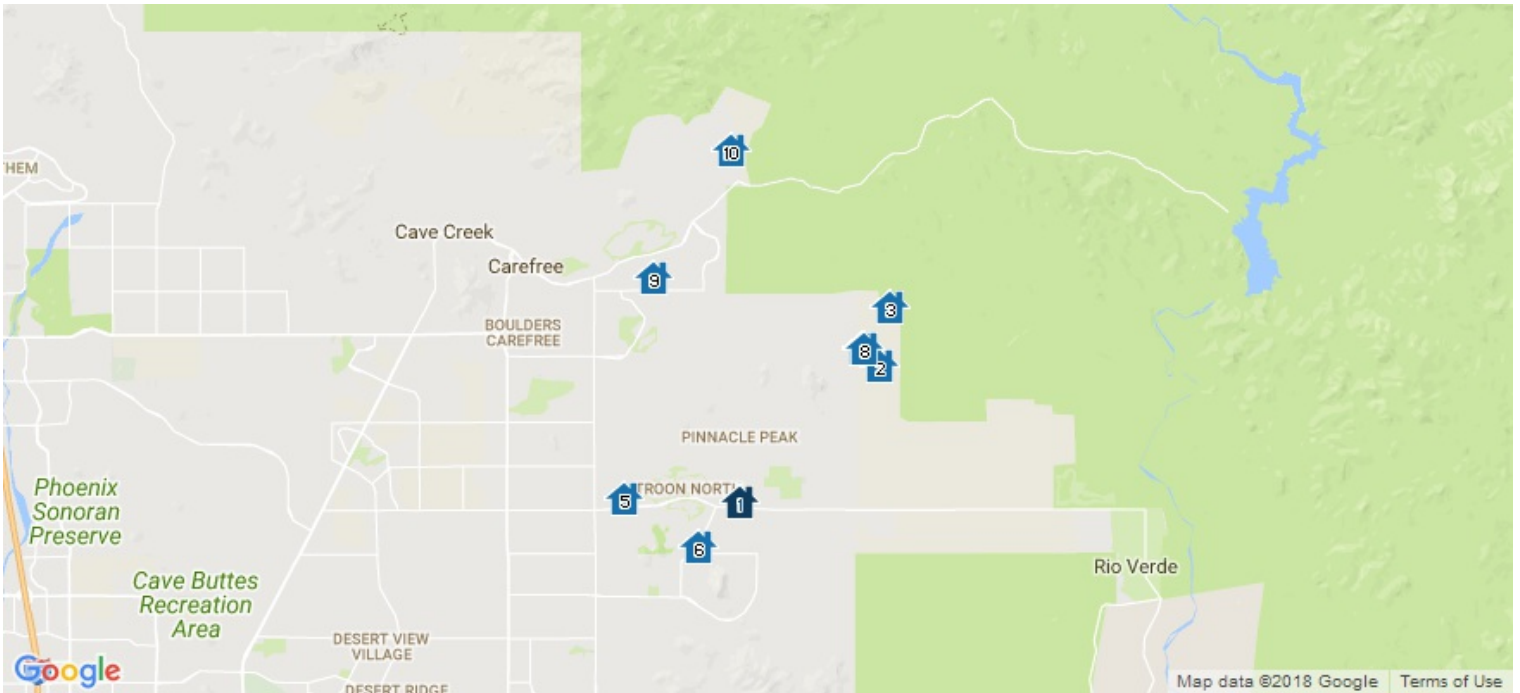 10
'HEM
Cave Creek
Carefree
9
3
BOULDERS
CAREFREE
8
2
PINNACLE PEAK
Phoenix
Sonoran
Preserve
TROON NORTH
5
1
6
Rio Verde
Cave Buttes
Recreation
Area
DESERT VIEW
VILLAGE
DESERT RIDGE
Google
Map data ©2018 Google
Terms of Use